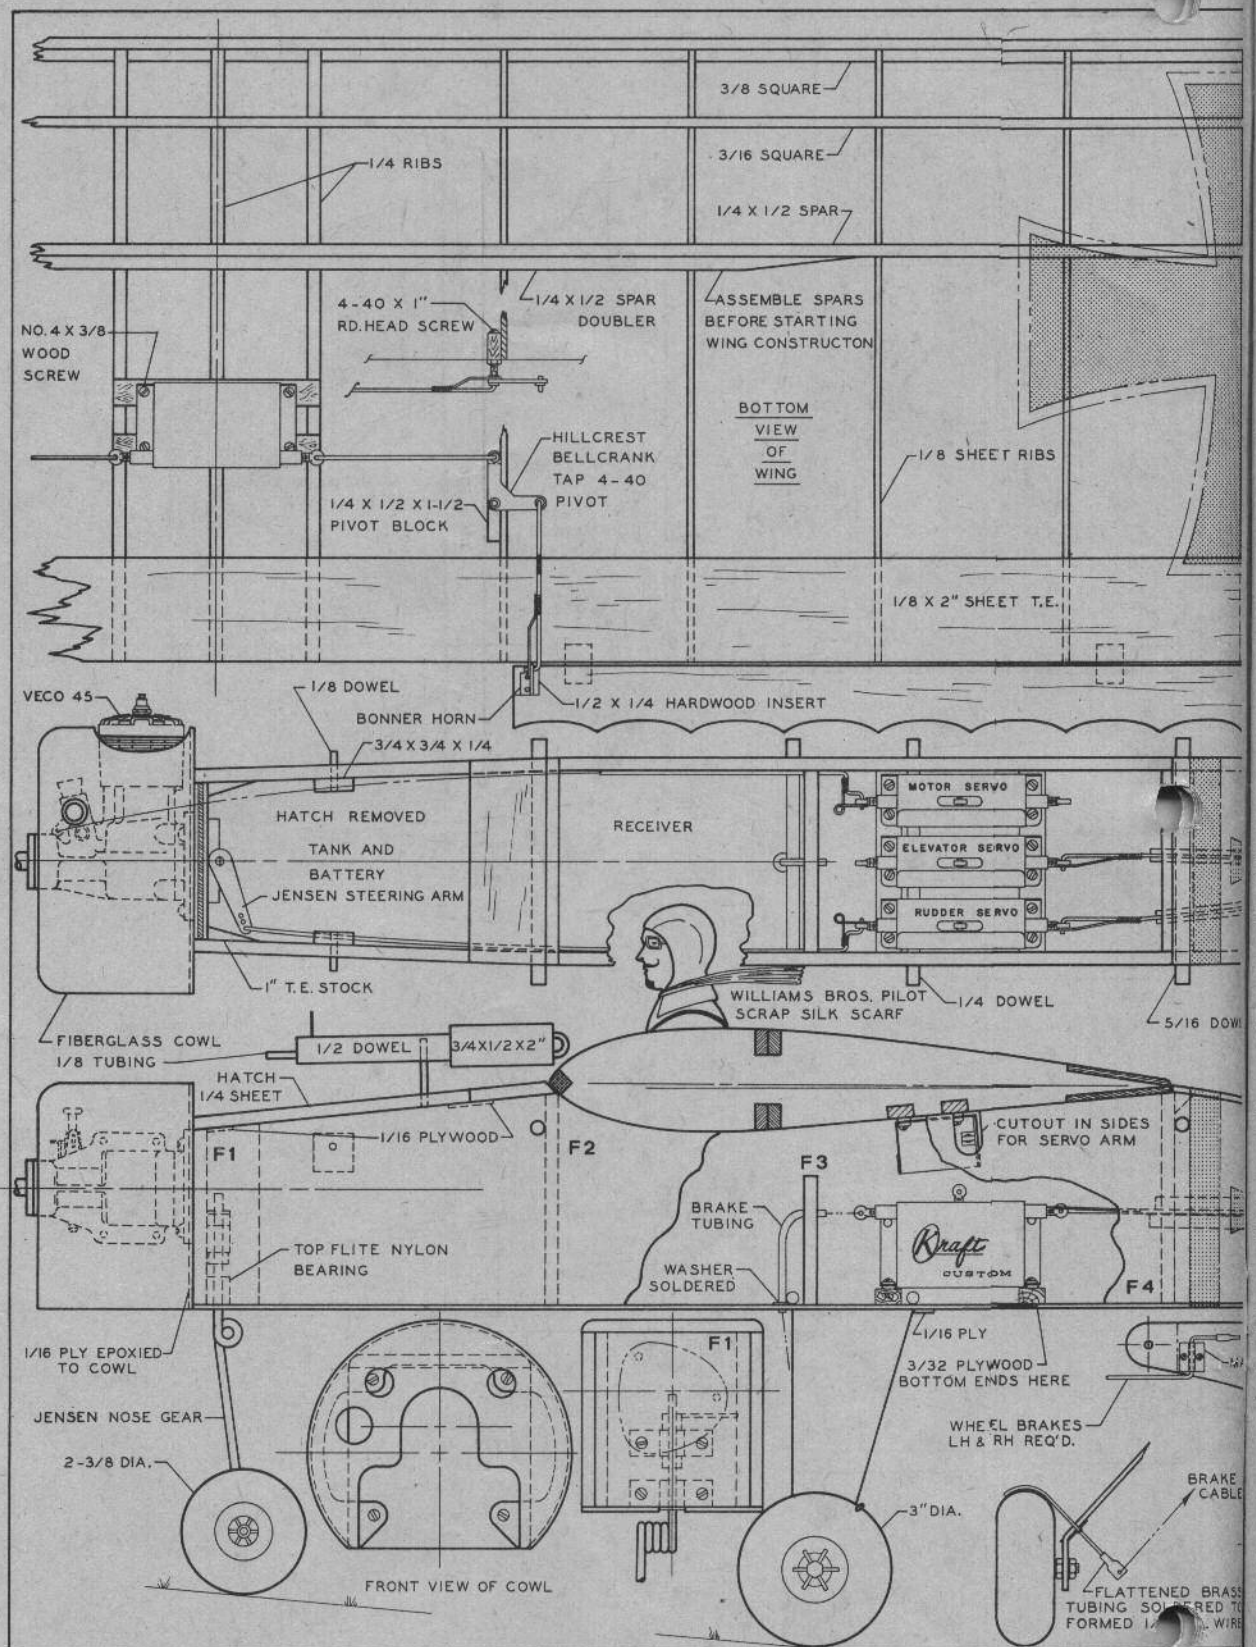 3/8 SQUARE
3/16 SQUARE
1/4 RIBS
1/4 X 1/2 SPAR
4-40 X 1"
RD. HEAD SCREW
1/4 X 1/2 SPAR
DOUBLER
ASSEMBLE SPARS
BEFORE STARTING
WING CONSTRUCTON
NO. 4 X 3/8
WOOD
SCREW
BOTTOM
VIEW
OF
WING
HILLCREST
BELLCRANK
TAP 4-40
PIVOT
1/8 SHEET RIBS
1/4 X 1/2 X 1-1/2
PIVOT BLOCK
1/8 X 2" SHEET T.E.
VECO 45
1/8 DOWEL
BONNER HORN
1/2 X 1/4 HARDWOOD INSERT
3/4 X 3/4 X 1/4
HATCH REMOVED
TANK AND
BATTERY
JENSEN STEERING ARM
RECEIVER
MOTOR SERVO
ELEVATOR SERVO
RUDDER SERVO
1" T.E. STOCK
WILLIAMS BROS. PILOT
SCRAP SILK SCARF
1/4 DOWEL
5/16
FIBERGLASS COWL
1/8 TUBING
1/2 DOWEL
3/4X1/2X2"
HATCH
1/4 SHEET
1/16 PLYWOOD
CUTOUT IN SIDES
FOR SERVO ARM
F1
F2
F3
BRAKE
TUBING
TOP FLITE NYLON
BEARING
WASHER
SOLDERED
Kraft
CUSTOM
F4
1/16 PLY EPOXIED
TO COWL
F1
1/16 PLY
3/32 PLYWOOD
BOTTOM ENDS HERE
JENSEN NOSE GEAR
WHEEL BRAKES
LH & RH REQ'D.
2-3/8 DIA.
BRAKE
CABLE
3" DIA.
FRONT VIEW OF COWL
FLATTENED BRASS
TUBING SOLDERED TO
FORMED WIRE